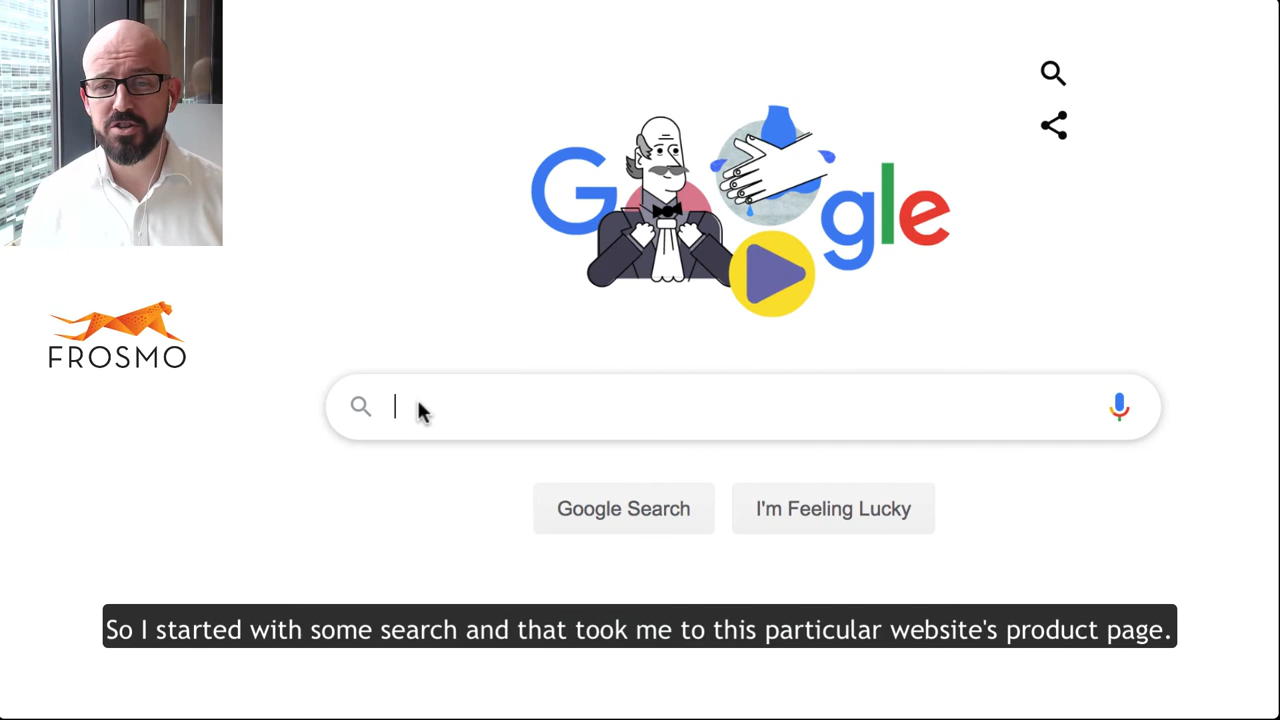 Google
FROSMO
Google Search
I'm Feeling Lucky
So I started with some search and that took me to this particular website's product page.